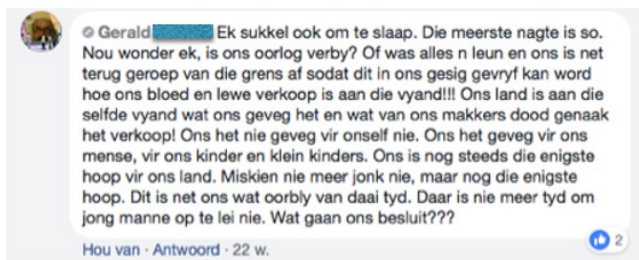 Gerald Ek sukkel ook om te slaap. Die meerste nagte is so.
Nou wonder ek, is ons oorlog verby? Of was alles n leun en ons is net
terug geroep van die grens af sodat dit in ons gesig gevryf kan word
hoe ons bloed en lewe verkoop is aan die vyand!!! Ons land is aan die
selfde vyand wat ons geveg het en wat van ons makkers dood genaak
het verkoop! Ons het nie geveg vir onself nie. Ons het geveg vir ons
mense, vir ons kinder en klein kinders. Ons is nog steeds die enigste
hoop vir ons land. Miskien nie meer jonk nie, maar nog die enigste
hoop. Dit is net ons wat oorbly van daai tyd. Daar is nie meer tyd om
jong manne op te lei nie. Wat gaan ons besluit???
Hou van · Antwoord · 22 w.
2